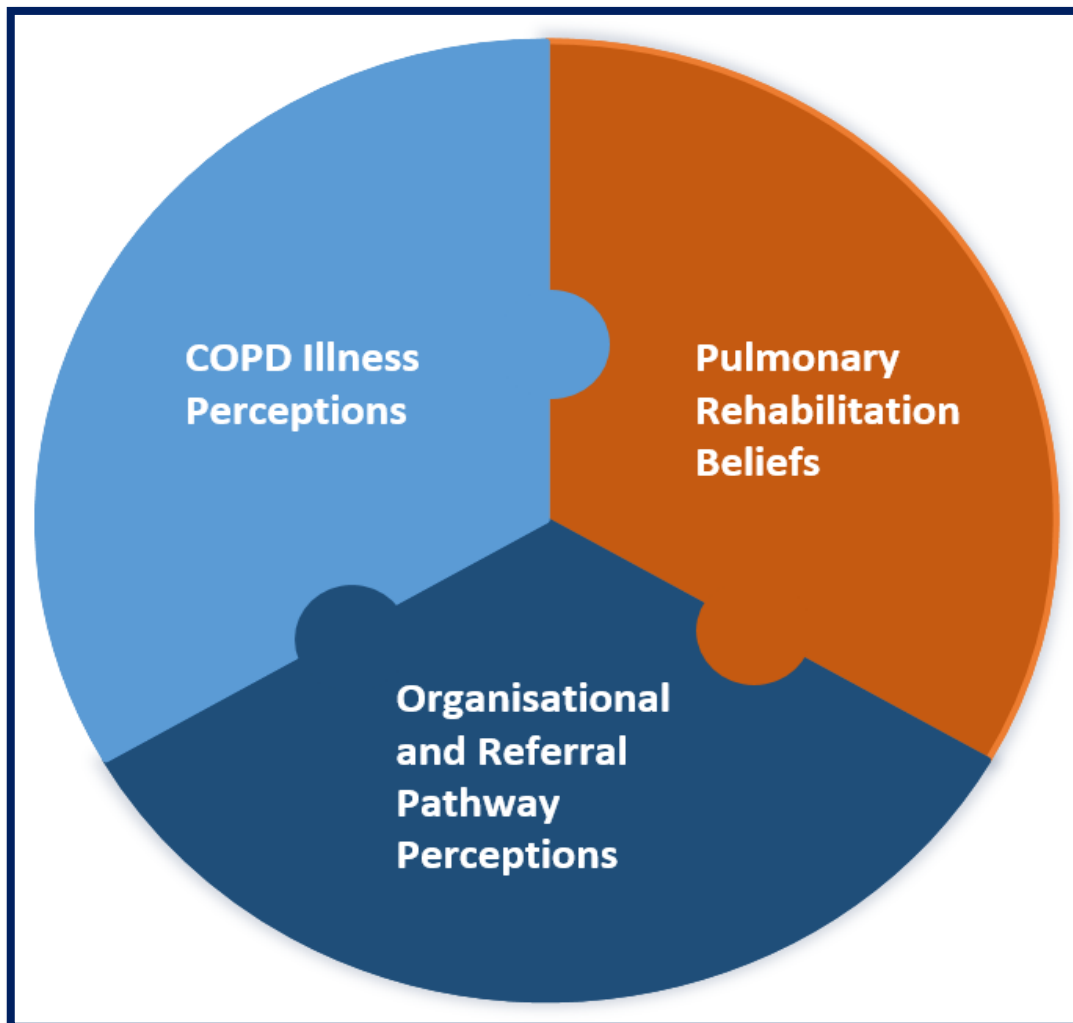 COPD Illness
Perceptions
Pulmonary
Rehabilitation
Beliefs
Organisational
and Referral
Pathway
Perceptions